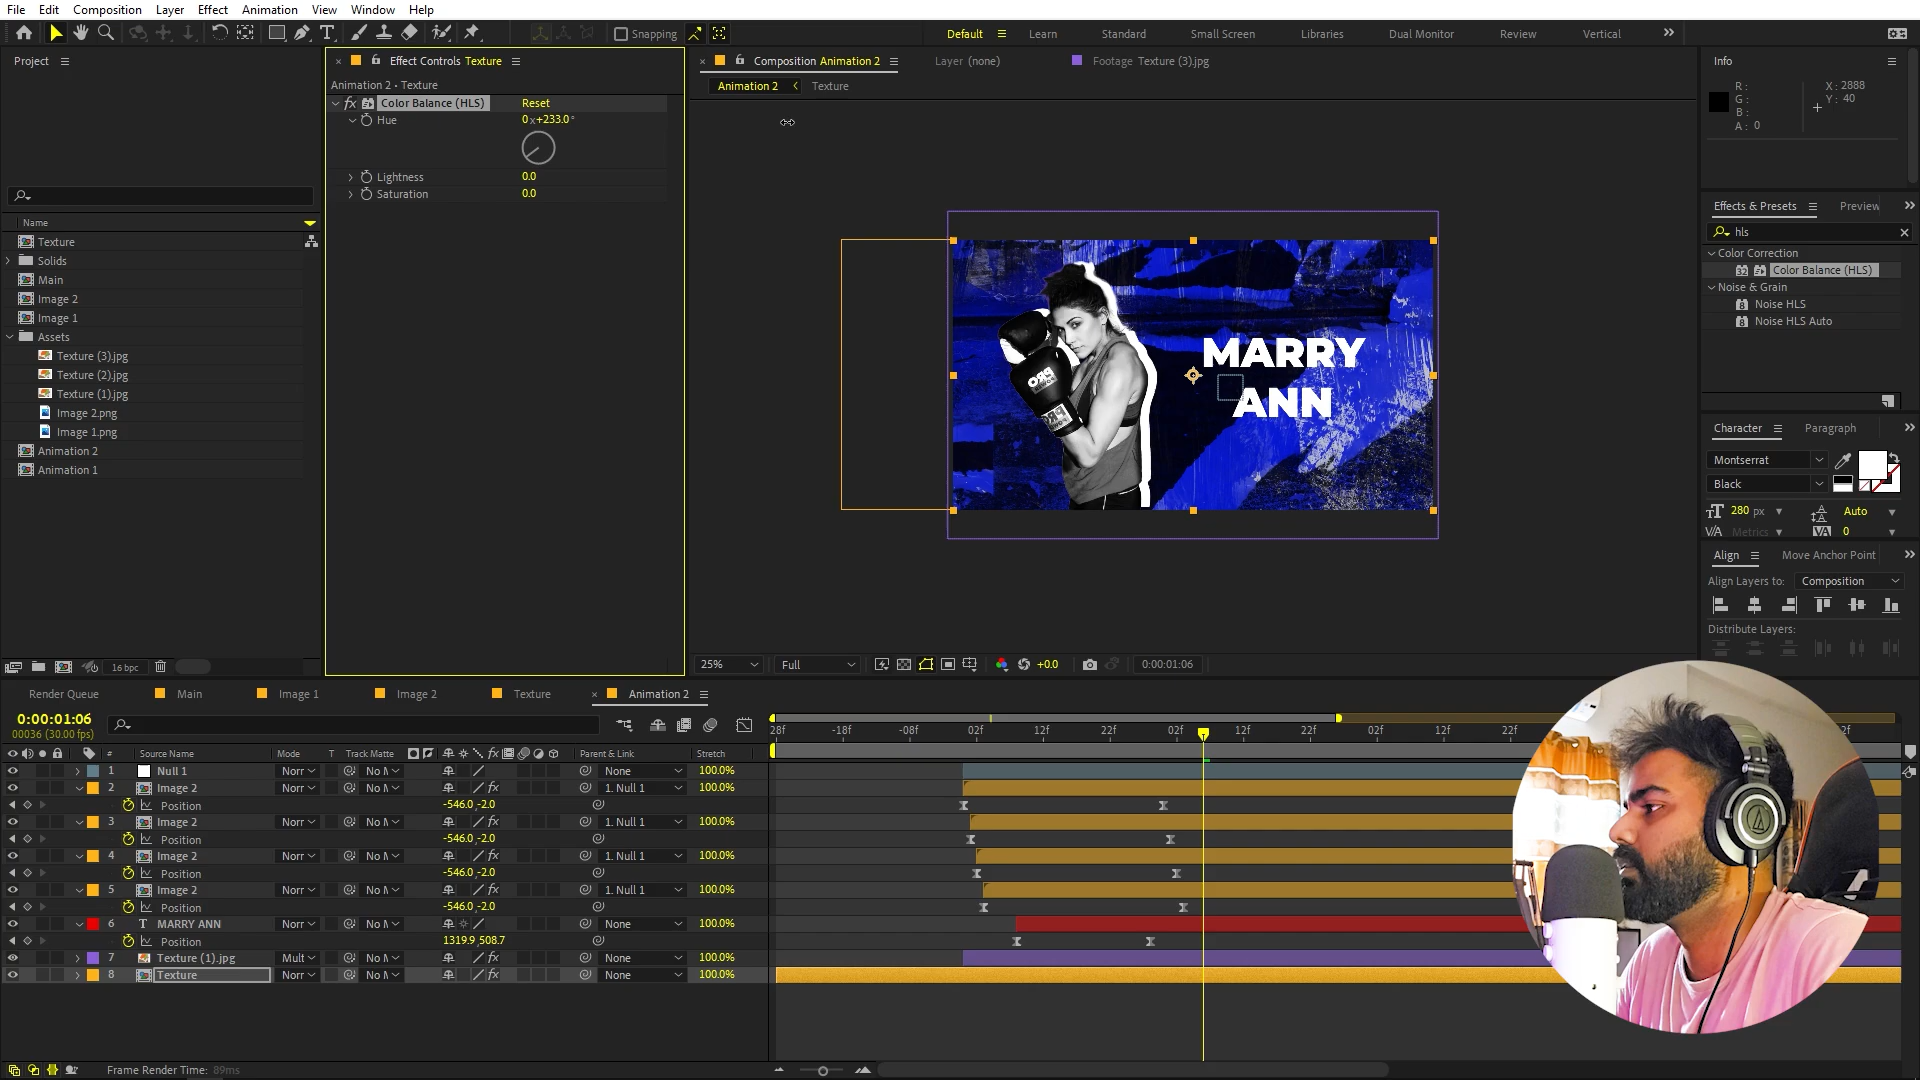 File Edit Composition Layer Effect Animation View Window Help
Snapping
Default Learn Standard Small Screen Libraries Dual Monitor Review Vertical
Project
Name
Texture
Solids
Main
Image 2
Image 1
Assets
Texture (3).jpg
Texture (2).jpg
Texture (1).jpg
Image 2.png
Image 1.png
Animation 2
Animation 1
16 bpc
Effect Controls Texture
Animation 2 • Texture
fx Color Balance (HLS) Reset
Hue 0x+233.0°
Lightness 0.0
Saturation 0.0
Composition Animation 2 Layer (none) Footage Texture (3).jpg
Animation 2 Texture
MARRY
ANN
25% Full +0.0 0:00:01:06
Info
R:
G:
B:
A: 0
X: 2888
Y: 40
Effects & Presets Preview
hls
Color Correction
32 Color Balance (HLS)
Noise & Grain
8 Noise HLS
8 Noise HLS Auto
Character Paragraph
Montserrat
Black
280 px Auto
Metrics 0
Align Move Anchor Point
Align Layers to: Composition
Distribute Layers:
Render Queue Main Image 1 Image 2 Texture Animation 2
0:00:01:06
00036 (30.00 fps)
28f -18f -08f 02f 12f 22f 02f 12f 22f 02f 12f 22f
# Source Name Mode T Track Matte fx Parent & Link Stretch
1 Null 1 Norr No M None 100.0%
2 Image 2 Norr No M fx 1. Null 1 100.0%
Position -546.0,-2.0
3 Image 2 Norr No M fx 1. Null 1 100.0%
Position -546.0,-2.0
4 Image 2 Norr No M fx 1. Null 1 100.0%
Position -546.0,-2.0
5 Image 2 Norr No M fx 1. Null 1 100.0%
Position -546.0,-2.0
6 T MARRY ANN Norr No M None 100.0%
Position 1319.9,508.7
7 Texture (1).jpg Mult No M fx None 100.0%
8 Texture Norr No M fx None 100.0%
Frame Render Time: 89ms